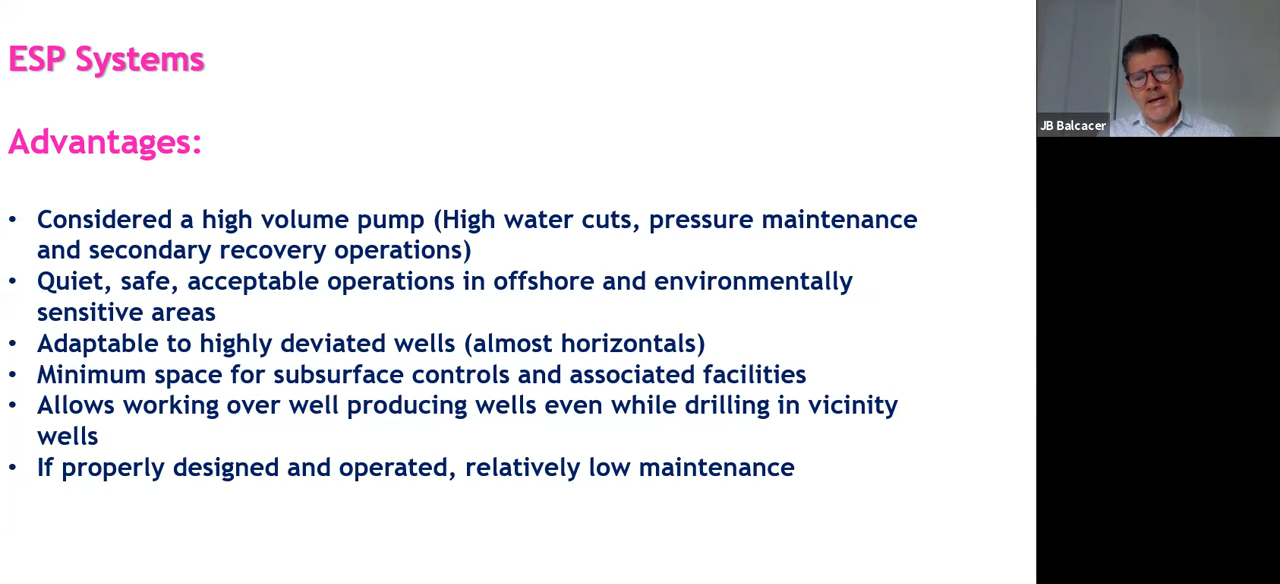 ESP Systems
Advantages:
• Considered a high volume pump (High water cuts, pressure maintenance
and secondary recovery operations)
• Quiet, safe, acceptable operations in offshore and environmentally
sensitive areas
• Adaptable to highly deviated wells (almost horizontals)
• Minimum space for subsurface controls and associated facilities
• Allows working over well producing wells even while drilling in vicinity
wells
• If properly designed and operated, relatively low maintenance
JB Balcacer